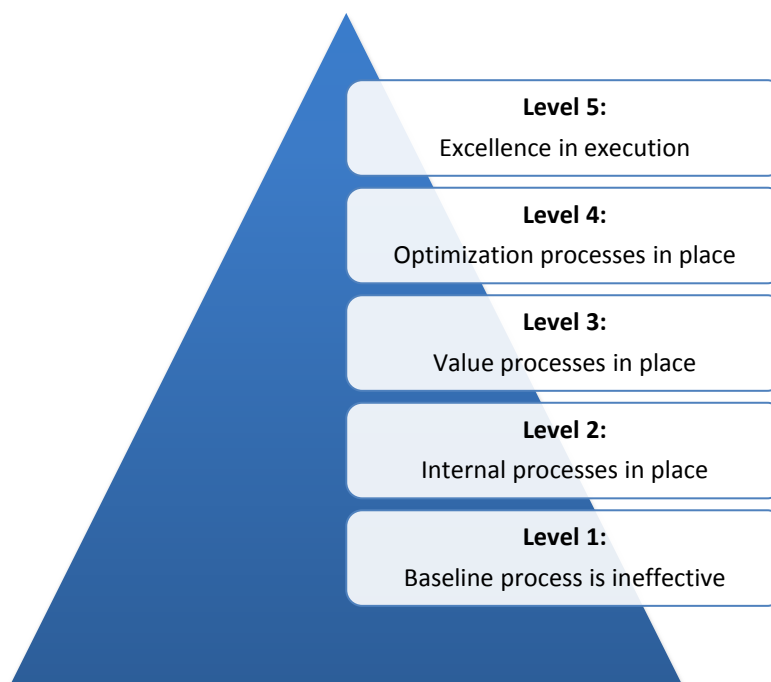 Level 5:
Excellence in execution
Level 4:
Optimization processes in place
Level 3:
Value processes in place
Level 2:
Internal processes in place
Level 1:
Baseline process is ineffective